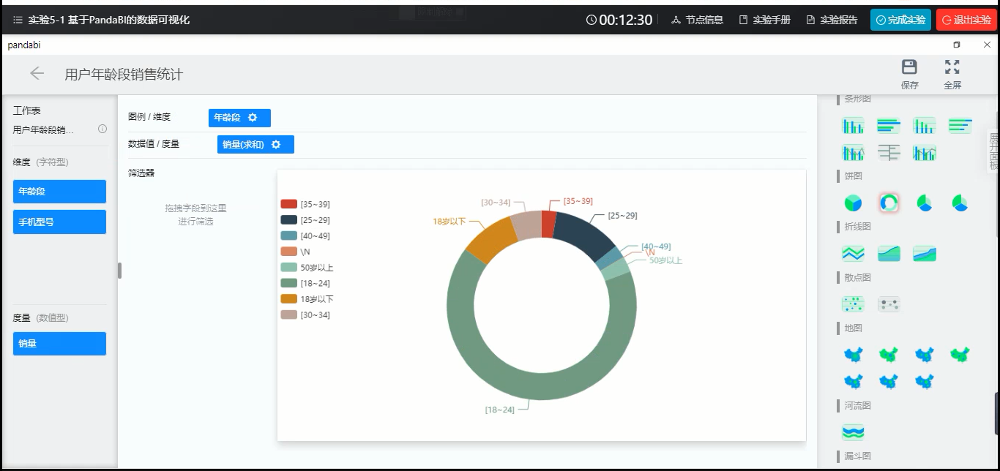 实验5-1 基于PandaBI的数据可视化
00:12:30
节点信息
实验手册
实验报告
完成实验
退出实验
pandabi
用户年龄段销售统计
保存
全屏
工作表
用户年龄段销...
维度 (字符型)
年龄段
手机型号
度量 (数值型)
销量
图例 / 维度
年龄段
数据值 / 度量
销量(求和)
筛选器
拖拽字段到这里
进行筛选
[35~39]
[25~29]
[40~49]
\N
50岁以上
[18~24]
18岁以下
[30~34]
[30~34]
[35~39]
[25~29]
18岁以下
[40~49]
\N
50岁以上
[18~24]
条形图
饼图
折线图
散点图
地图
河流图
漏斗图
展开面板